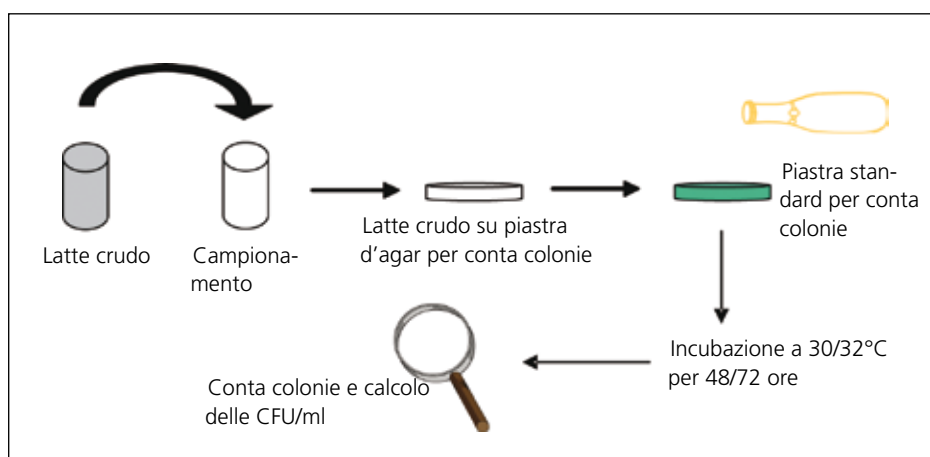 Latte crudo
Campiona-
mento
Latte crudo su piastra
d'agar per conta colonie
Piastra stan-
dard per conta
colonie
Incubazione a 30/32°C
per 48/72 ore
Conta colonie e calcolo
delle CFU/ml